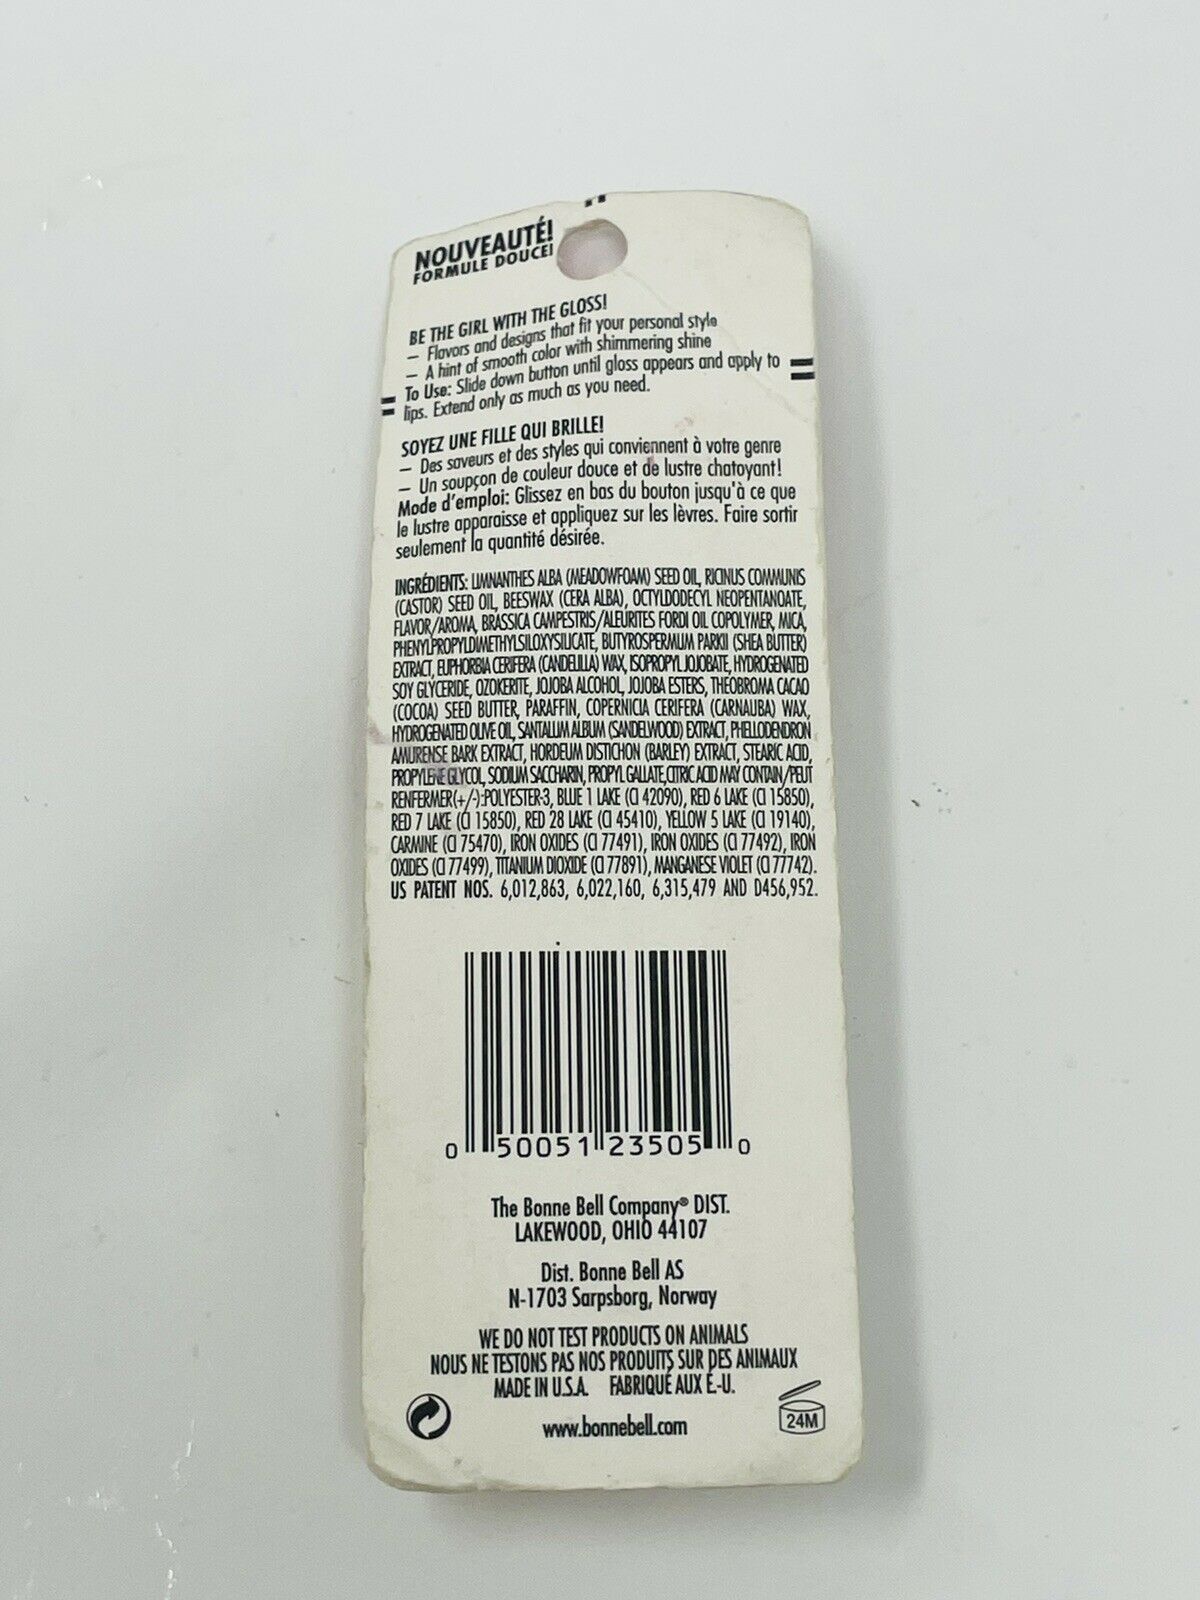 NOUVEAUTÉ!
FORMULE DOUCE!
BE THE GIRL WITH THE GLOSS!
– Flavors and designs that fit your personal style
– A hint of smooth color with shimmering shine
To Use: Slide down button until gloss appears and apply to
lips. Extend only as much as you need.
SOYEZ UNE FILLE QUI BRILLE!
– Des saveurs et des styles qui conviennent à votre genre
– Un soupçon de couleur douce et de lustre chatoyant!
Mode d'emploi: Glissez en bas du bouton jusqu'à ce que
le lustre apparaisse et appliquez sur les lèvres. Faire sortir
seulement la quantité désirée.
INGRÉDIENTS: LIMNANTHES ALBA (MEADOWFOAM) SEED OIL, RICINUS COMMUNIS
(CASTOR) SEED OIL, BEESWAX (CERA ALBA), OCTYLDODECYL NEOPENTANOATE,
FLAVOR/AROMA, BRASSICA CAMPESTRIS/ALEURITES FORDI OIL COPOLYMER, MICA,
PHENYLPROPYLDIMETHYLSILOXYSILICATE, BUTYROSPERMUM PARKII (SHEA BUTTER)
EXTRACT, EUPHORBIA CERIFERA (CANDELILLA) WAX, ISOPROPYL JOJOBATE, HYDROGENATED
SOY GLYCERIDE, OZOKERITE, JOJOBA ALCOHOL, JOJOBA ESTERS, THEOBROMA CACAO
(COCOA) SEED BUTTER, PARAFFIN, COPERNICIA CERIFERA (CARNAUBA) WAX,
HYDROGENATED OLIVE OIL, SANTALUM ALBUM (SANDELWOOD) EXTRACT, PHELLODENDRON
AMURENSE BARK EXTRACT, HORDEUM DISTICHON (BARLEY) EXTRACT, STEARIC ACID,
PROPYLENE GLYCOL, SODIUM SACCHARIN, PROPYL GALLATE, CITRIC ACID MAY CONTAIN/PEUT
RENFERMER(+/-):POLYESTER-3, BLUE 1 LAKE (CI 42090), RED 6 LAKE (CI 15850),
RED 7 LAKE (CI 15850), RED 28 LAKE (CI 45410), YELLOW 5 LAKE (CI 19140),
CARMINE (CI 75470), IRON OXIDES (CI 77491), IRON OXIDES (CI 77492), IRON
OXIDES (CI 77499), TITANIUM DIOXIDE (CI 77891), MANGANESE VIOLET (CI 77742).
US PATENT NOS. 6,012,863, 6,022,160, 6,315,479 AND D456,952.
0 50051 23505 0
The Bonne Bell Company® DIST.
LAKEWOOD, OHIO 44107
Dist. Bonne Bell AS
N-1703 Sarpsborg, Norway
WE DO NOT TEST PRODUCTS ON ANIMALS
NOUS NE TESTONS PAS NOS PRODUITS SUR DES ANIMAUX
MADE IN U.S.A. FABRIQUÉ AUX É.-U.
www.bonnebell.com
24M